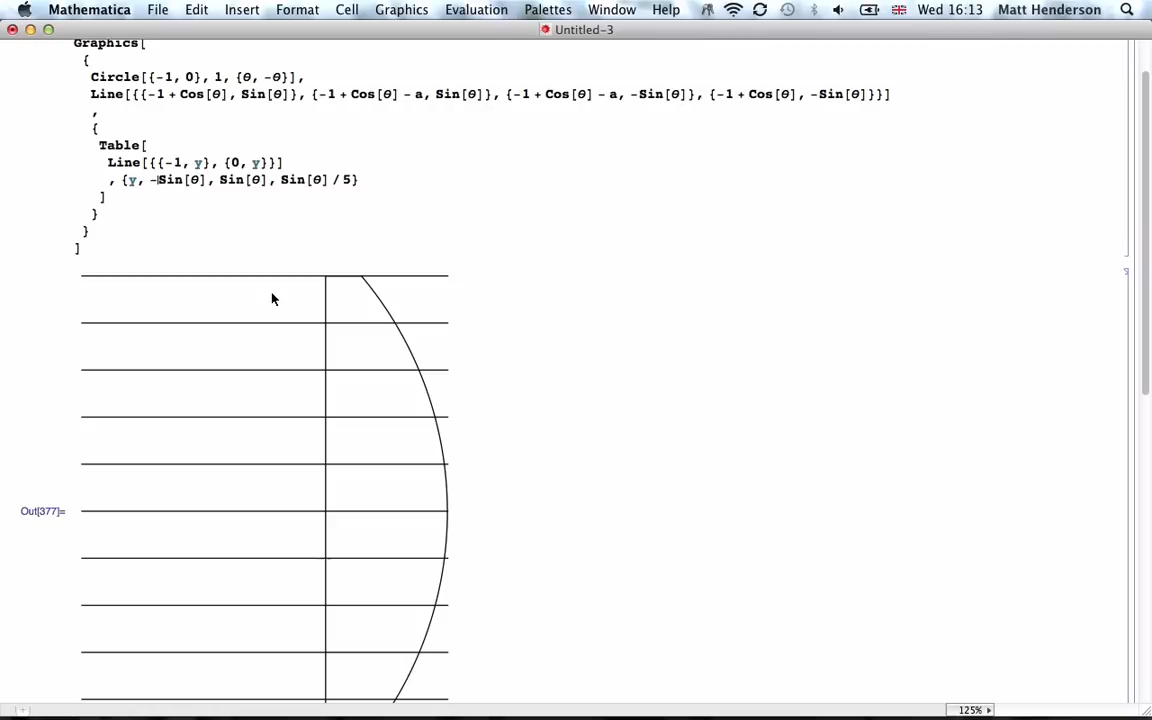 Mathematica File Edit Insert Format Cell Graphics Evaluation Palettes Window Help Wed 16:13 Matt Henderson
Untitled-3
Graphics[
{
Circle[{-1, 0}, 1, {θ, -θ}],
Line[{{-1 + Cos[θ], Sin[θ]}, {-1 + Cos[θ] - a, Sin[θ]}, {-1 + Cos[θ] - a, -Sin[θ]}, {-1 + Cos[θ], -Sin[θ]}}]
,
{
Table[
Line[{{-1, y}, {0, y}}]
, {y, -Sin[θ], Sin[θ], Sin[θ] / 5}
]
}
}
]
Out[377]=
125%